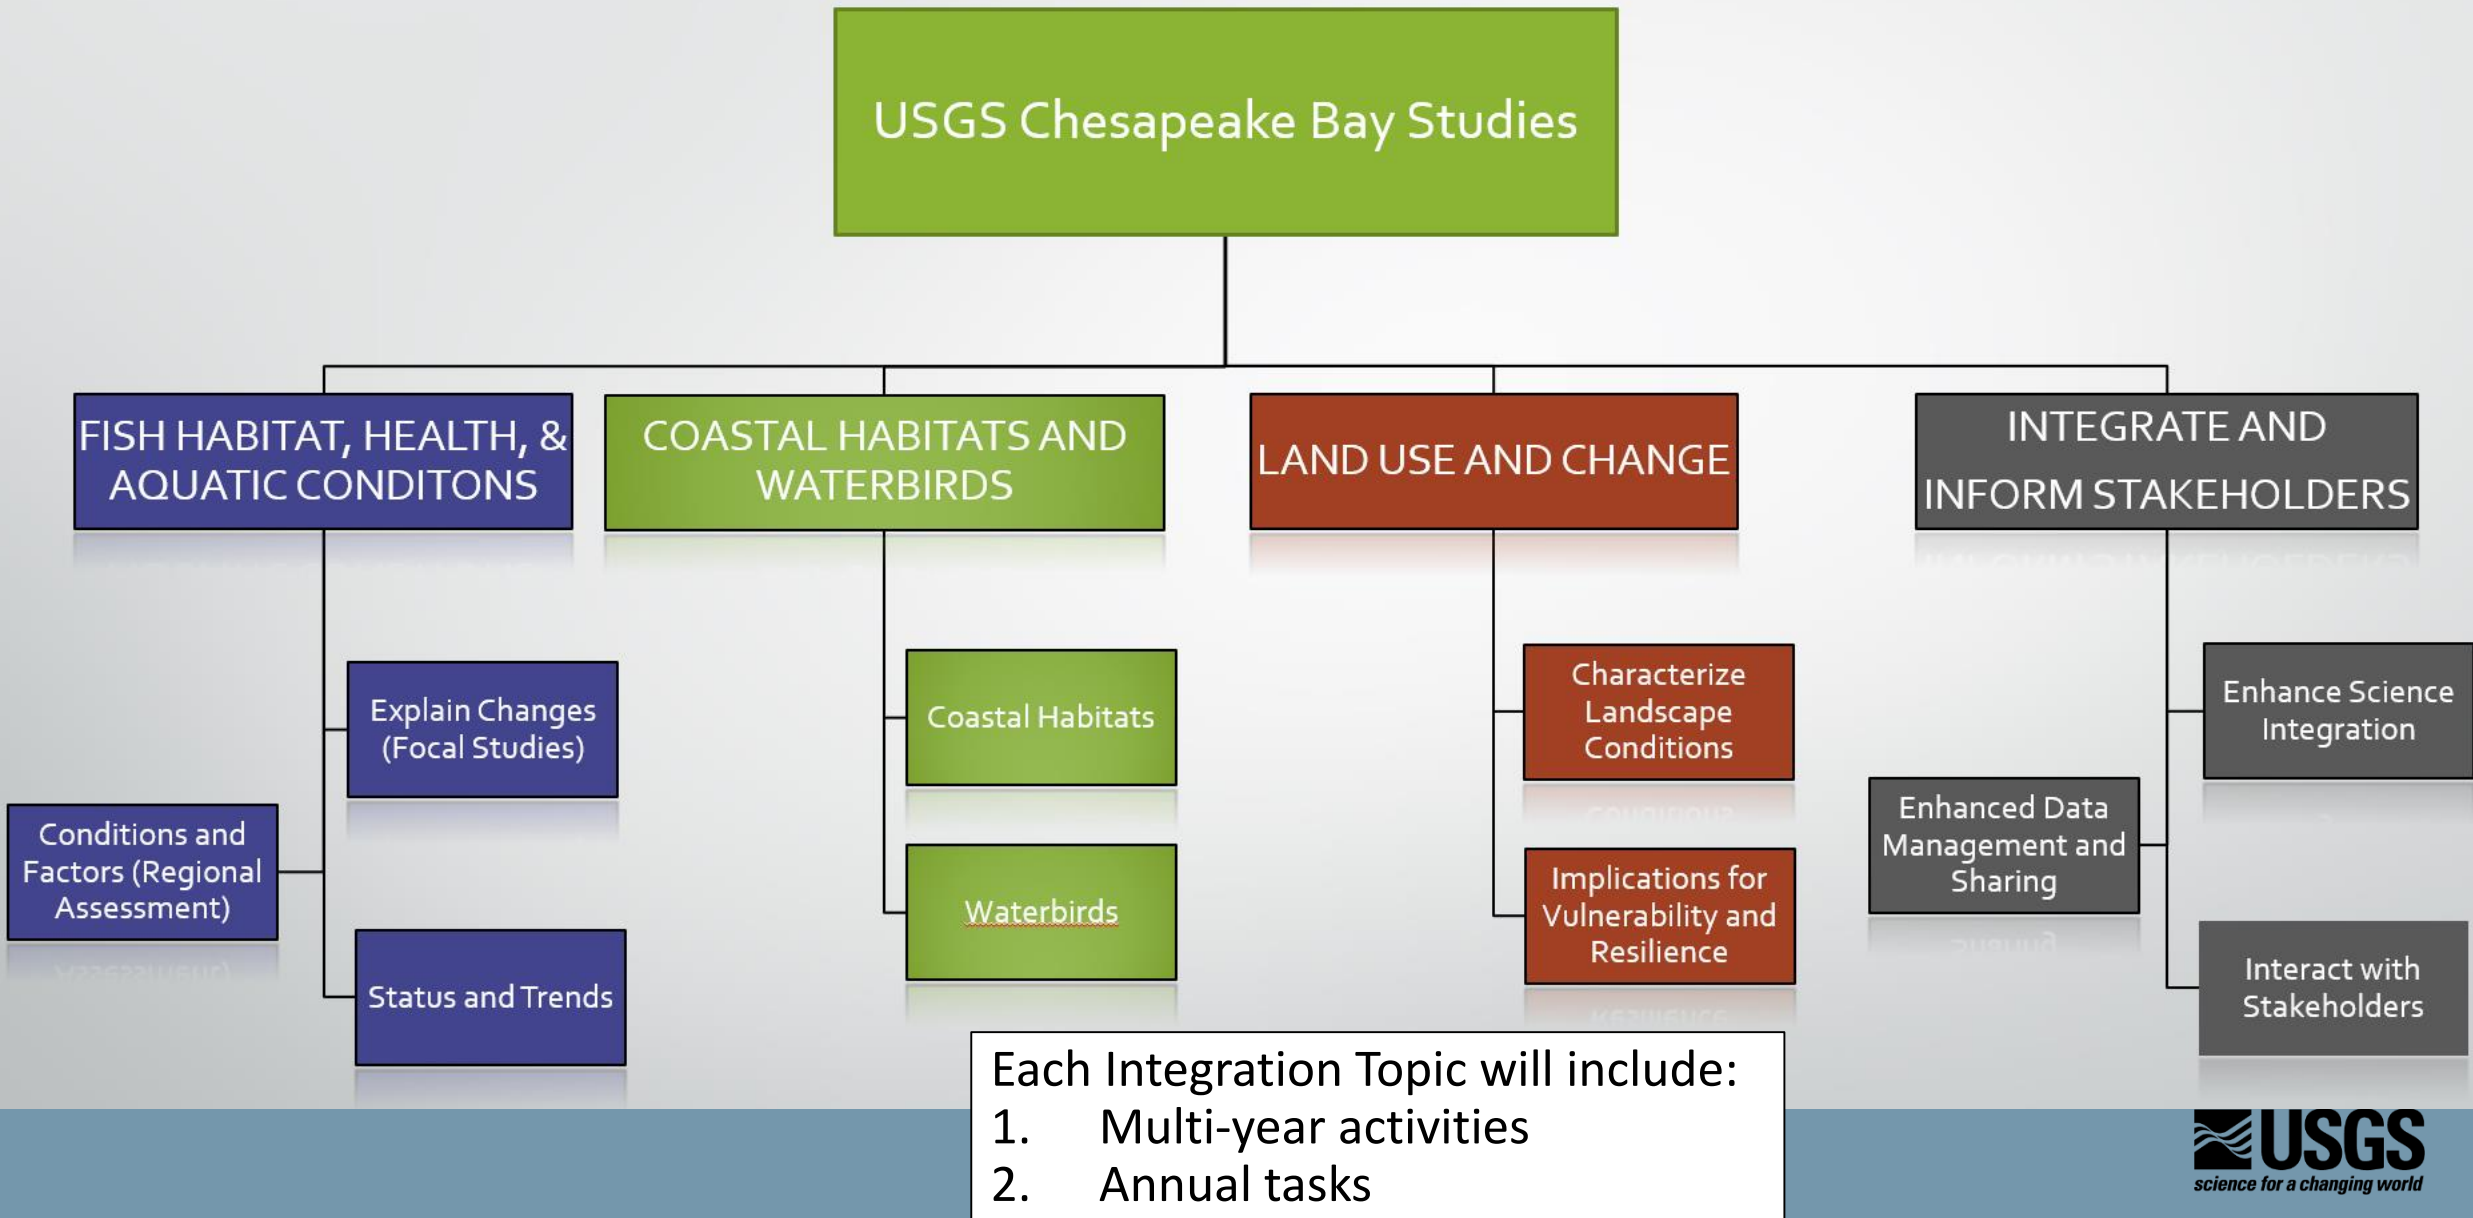 USGS Chesapeake Bay Studies
FISH HABITAT, HEALTH, &
AQUATIC CONDITONS
COASTAL HABITATS AND
WATERBIRDS
LAND USE AND CHANGE
INTEGRATE AND
INFORM STAKEHOLDERS
Explain Changes
(Focal Studies)
Conditions and
Factors (Regional
Assessment)
Status and Trends
Coastal Habitats
Waterbirds
Characterize
Landscape
Conditions
Implications for
Vulnerability and
Resilience
Enhance Science
Integration
Enhanced Data
Management and
Sharing
Interact with
Stakeholders
Each Integration Topic will include:
1. Multi-year activities
2. Annual tasks
USGS
science for a changing world